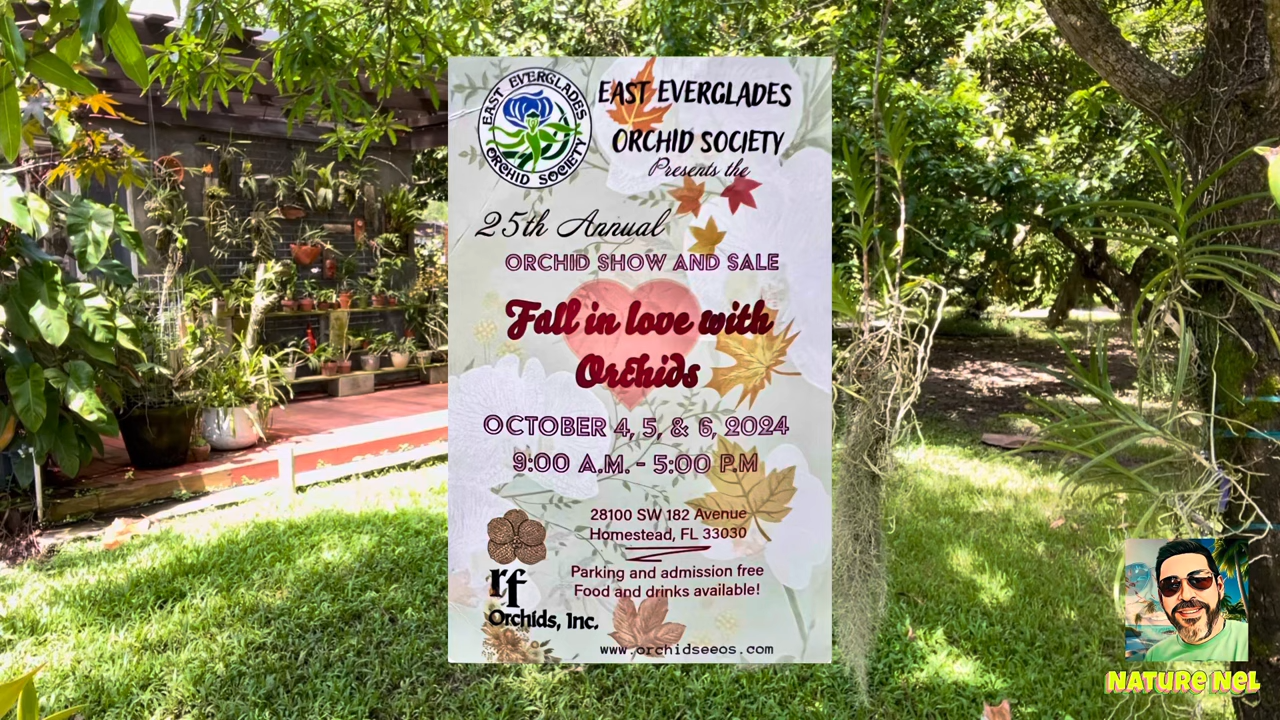 EAST EVERGLADES
ORCHID SOCIETY
EAST EVERGLADES
ORCHID SOCIETY
Presents the
25th Annual
ORCHID SHOW AND SALE
Fall in love with
Orchids
OCTOBER 4, 5, & 6, 2024
9:00 A.M. - 5:00 P.M
28100 SW 182 Avenue
Homestead, FL 33030
Parking and admission free
Food and drinks available!
rf
Orchids, Inc.
www.orchidseeos.com
NATURE NEL